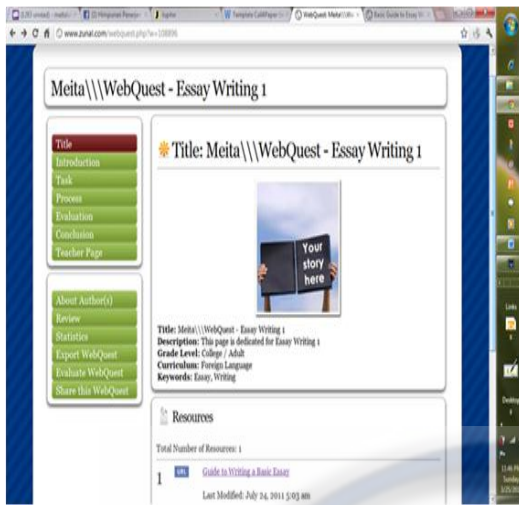 Jupiter
www.zunal.com/webquest.php?w=108896
Meita\\\WebQuest - Essay Writing 1
Title
Introduction
Task
Process
Evaluation
Conclusion
Teacher Page
About Author(s)
Review
Statistics
Export WebQuest
Evaluate WebQuest
Share this WebQuest
Title: Meita\\\WebQuest - Essay Writing 1
Your
story
here
Title: Meita\\\WebQuest - Essay Writing 1
Description: This page is dedicated for Essay Writing 1
Grade Level: College / Adult
Curriculum: Foreign Language
Keywords: Essay, Writing
Resources
Total Number of Resources: 1
1
URL
Guide to Writing a Basic Essay
Last Modified: July 24, 2011 5:03 am
Links
Desktop